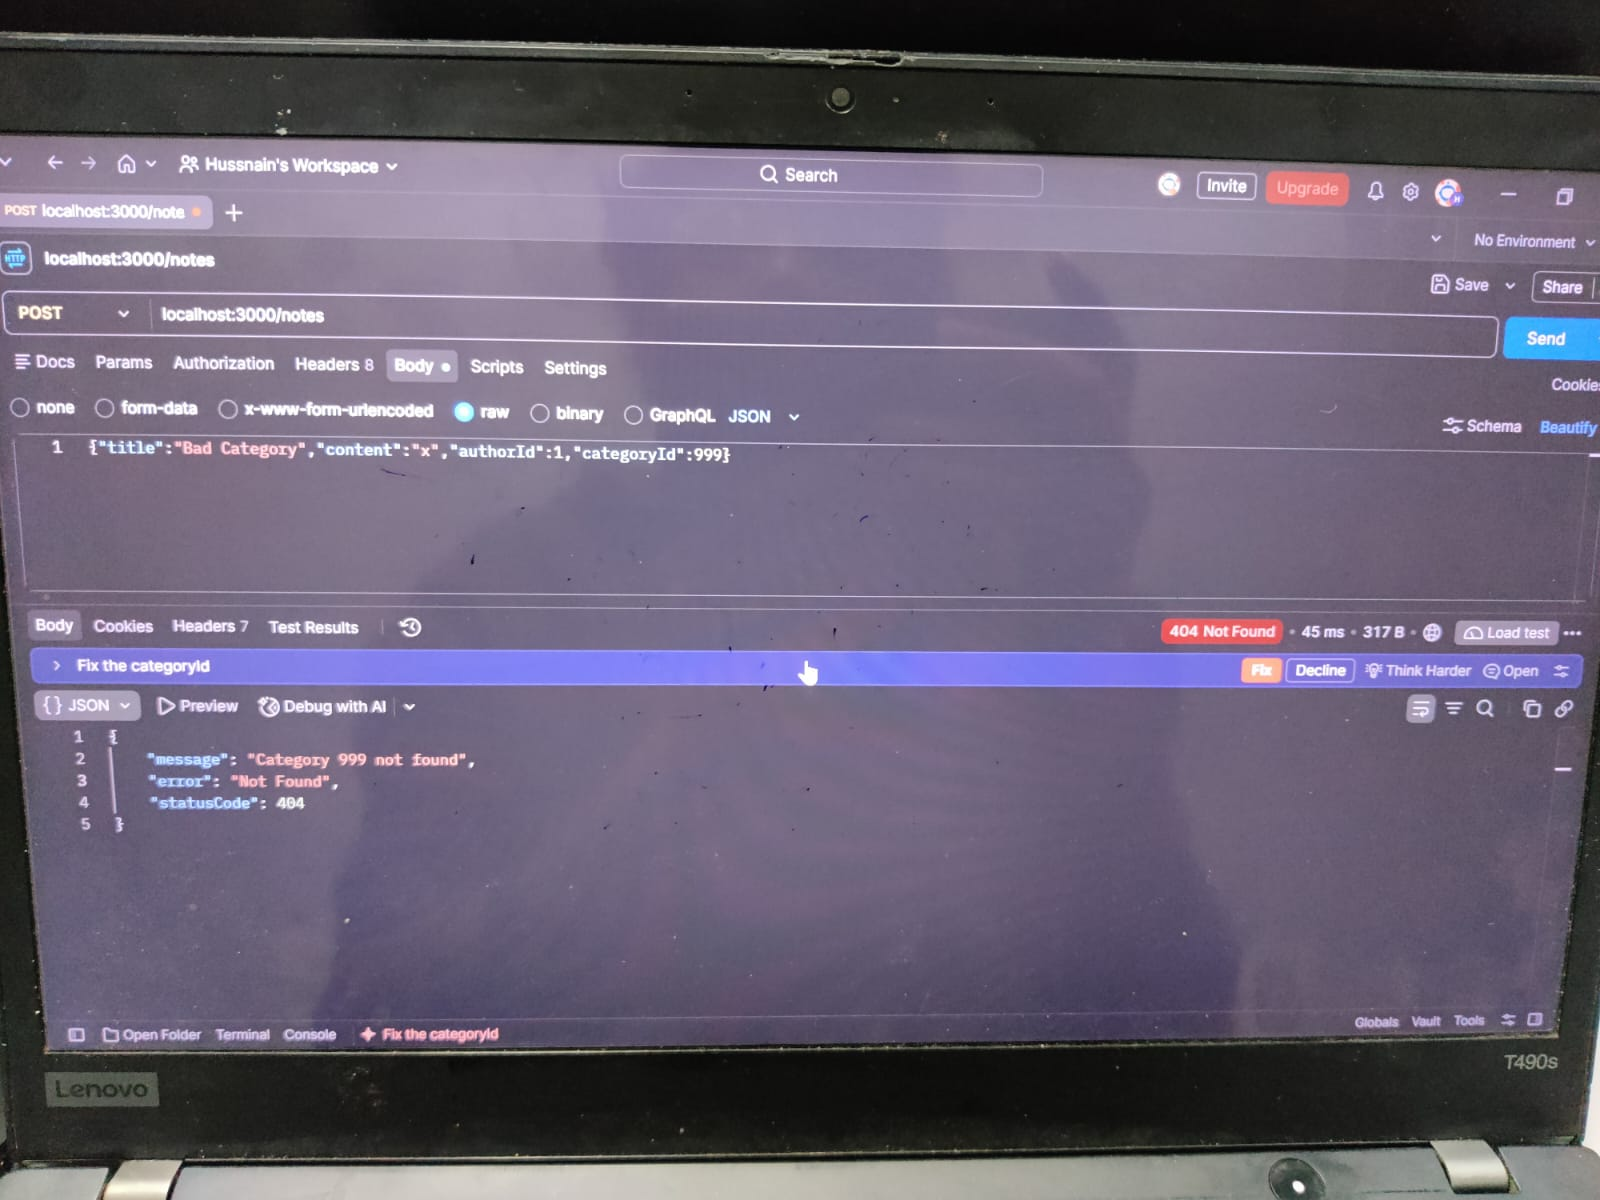 Hussnain's Workspace
Search
Invite
Upgrade
POST localhost:3000/note
No Environment
HTTP
localhost:3000/notes
Save
Share
POST
localhost:3000/notes
Send
Docs Params Authorization Headers 8 Body Scripts Settings
Cookies
none form-data x-www-form-urlencoded raw binary GraphQL JSON
Schema Beautify
1 {"title":"Bad Category","content":"x","authorId":1,"categoryId":999}
Body Cookies Headers 7 Test Results
404 Not Found • 45 ms • 317 B •
Load test
Fix the categoryId
Fix Decline Think Harder Open
{} JSON Preview Debug with AI
1 {
2 "message": "Category 999 not found",
3 "error": "Not Found",
4 "statusCode": 404
5 }
Open Folder Terminal Console Fix the categoryId
Globals Vault Tools
T490s
Lenovo